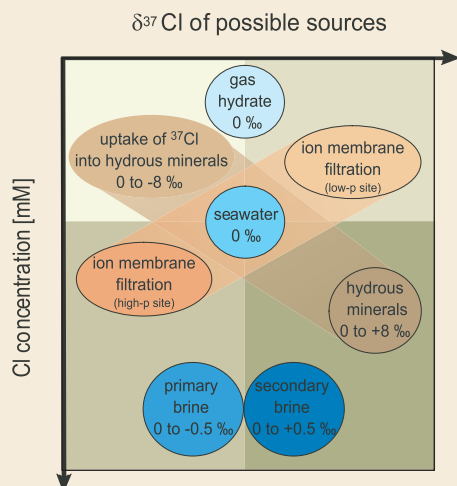 δ³⁷ Cl of possible sources
Cl concentration [mM]
gas
hydrate
0 ‰
uptake of ³⁷Cl
into hydrous minerals
0 to -8 ‰
ion membrane
filtration
(low-p site)
seawater
0 ‰
ion membrane
filtration
(high-p site)
hydrous
minerals
0 to +8 ‰
primary
brine
0 to -0.5 ‰
secondary
brine
0 to +0.5 ‰